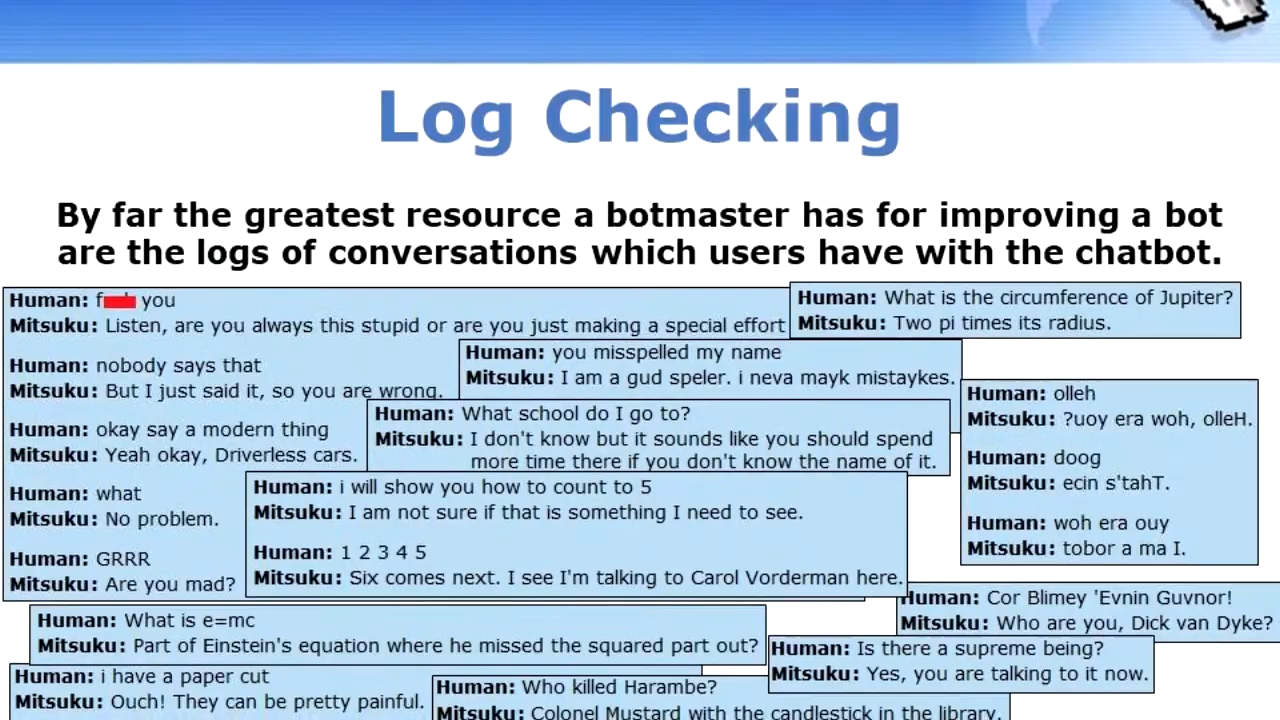 Log Checking
By far the greatest resource a botmaster has for improving a bot
are the logs of conversations which users have with the chatbot.
Human: f you
Mitsuku: Listen, are you always this stupid or are you just making a special effort
Human: nobody says that
Mitsuku: But I just said it, so you are wrong.
Human: okay say a modern thing
Mitsuku: Yeah okay, Driverless cars.
Human: what
Mitsuku: No problem.
Human: GRRR
Mitsuku: Are you mad?
Human: What is the circumference of Jupiter?
Mitsuku: Two pi times its radius.
Human: you misspelled my name
Mitsuku: I am a gud speler. i neva mayk mistaykes.
Human: What school do I go to?
Mitsuku: I don't know but it sounds like you should spend
more time there if you don't know the name of it.
Human: olleh
Mitsuku: ?uoy era woh, olleH.
Human: doog
Mitsuku: ecin s'tahT.
Human: woh era ouy
Mitsuku: tobor a ma I.
Human: i will show you how to count to 5
Mitsuku: I am not sure if that is something I need to see.
Human: 1 2 3 4 5
Mitsuku: Six comes next. I see I'm talking to Carol Vorderman here.
Human: Cor Blimey 'Evnin Guvnor!
Mitsuku: Who are you, Dick van Dyke?
Human: What is e=mc
Mitsuku: Part of Einstein's equation where he missed the squared part out?
Human: Is there a supreme being?
Mitsuku: Yes, you are talking to it now.
Human: i have a paper cut
Mitsuku: Ouch! They can be pretty painful.
Human: Who killed Harambe?
Mitsuku: Colonel Mustard with the candlestick in the library.